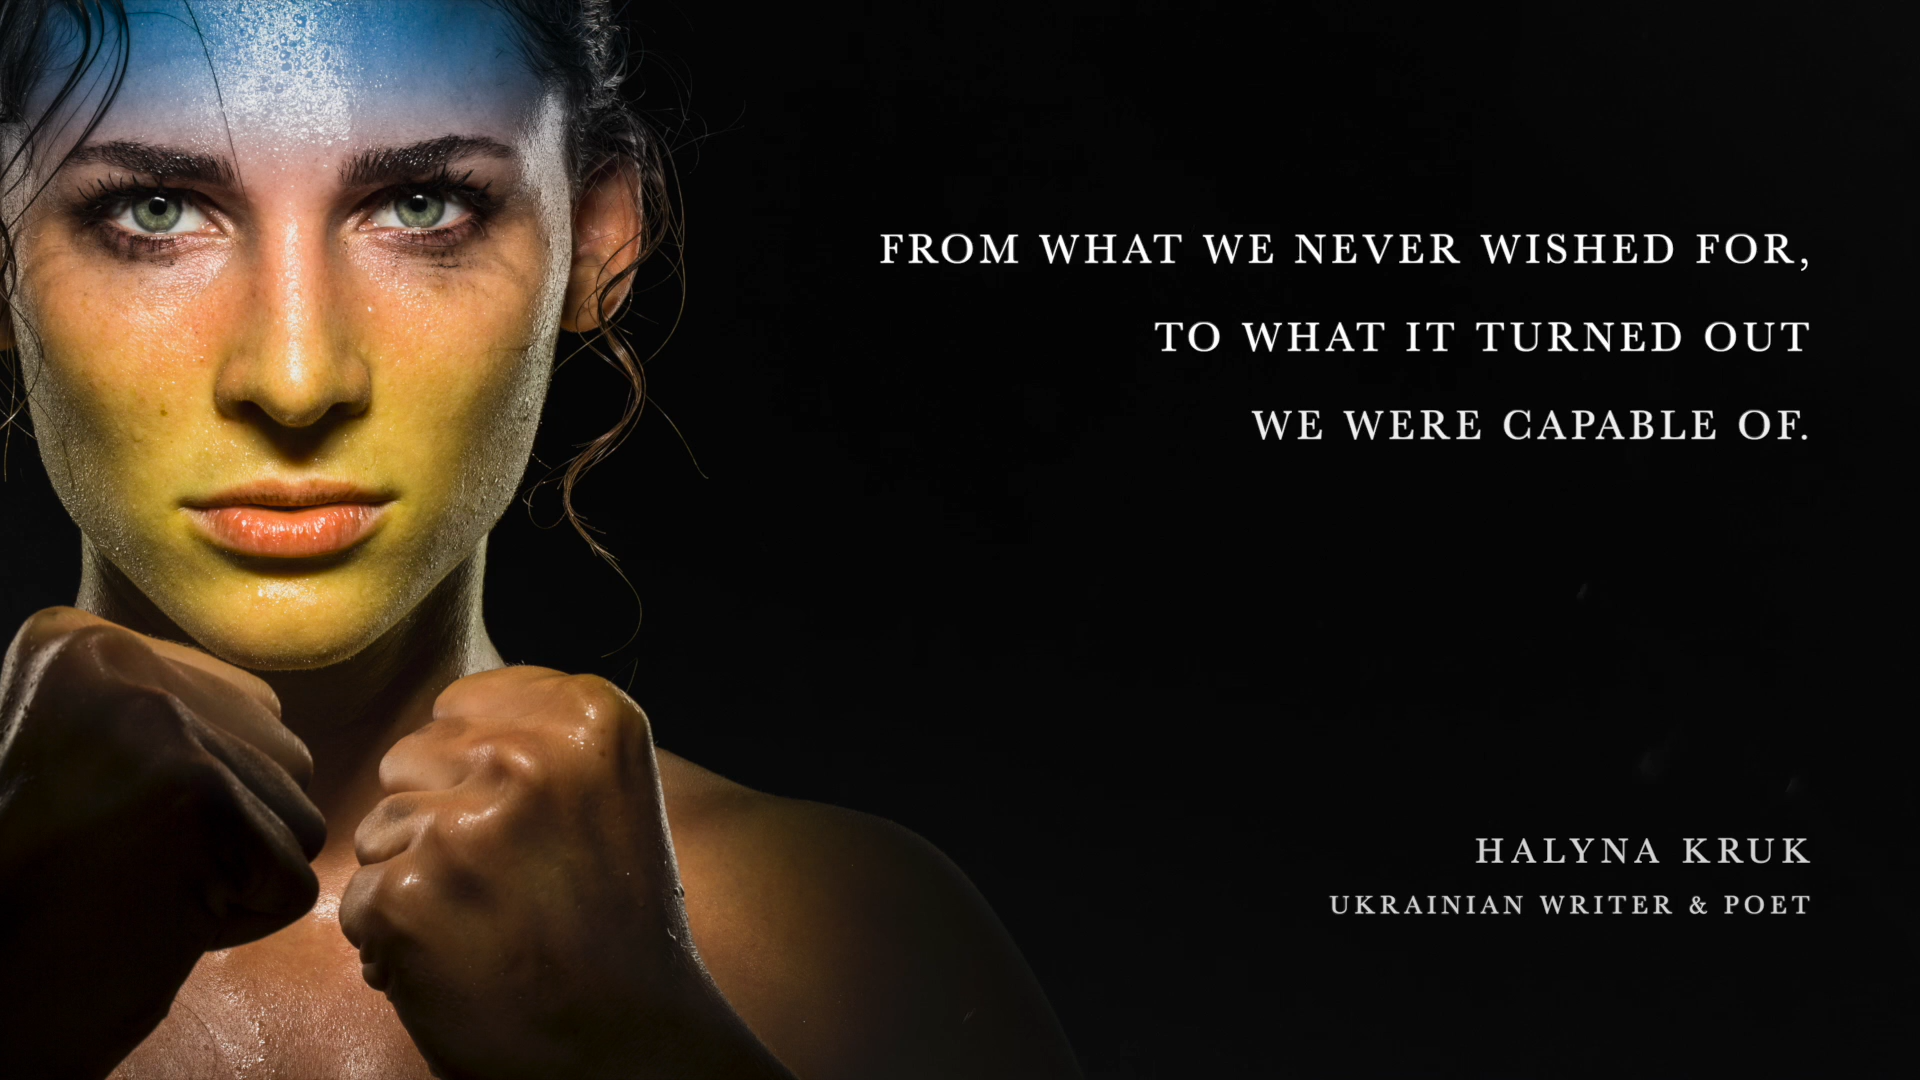 FROM WHAT WE NEVER WISHED FOR,
TO WHAT IT TURNED OUT
WE WERE CAPABLE OF.
HALYNA KRUK
UKRAINIAN WRITER & POET